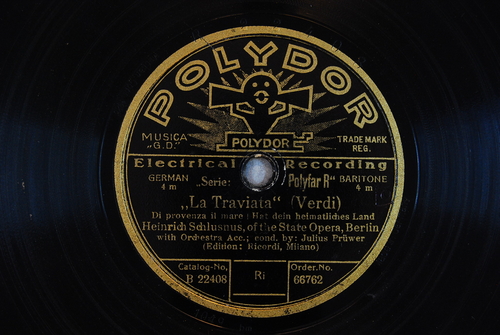 POLYDOR
POLYDOR
MUSICA
„G.D.“
TRADE MARK
REG.
Electrical Recording
GERMAN
4 m
„Serie: Polyfar R“
BARITONE
4 m
„La Traviata“ (Verdi)
Di provenza il mare : Hat dein heimatliches Land
Heinrich Schlusnus, of the State Opera, Berlin
with Orchestra Acc.; cond. by: Julius Prüwer
(Edition: Ricordi, Milano)
Catalog-No.
B 22408
Ri
Order.No.
66762